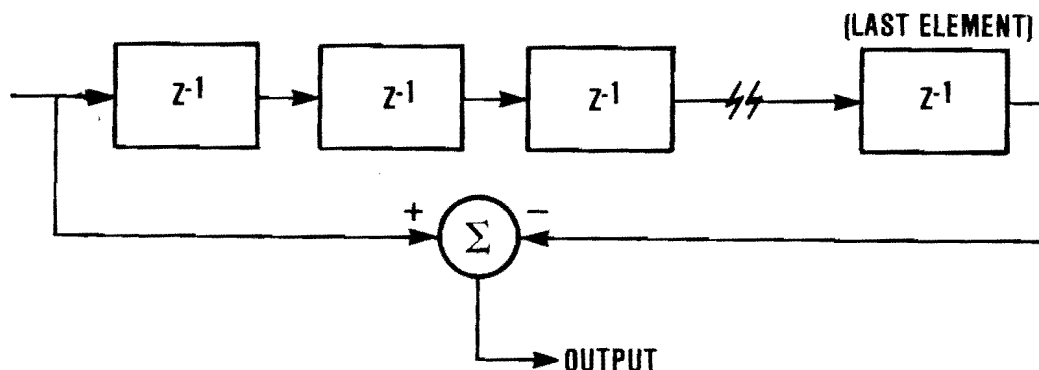 (LAST ELEMENT)
Z-1
Z-1
Z-1
Z-1
+
−
Σ
OUTPUT